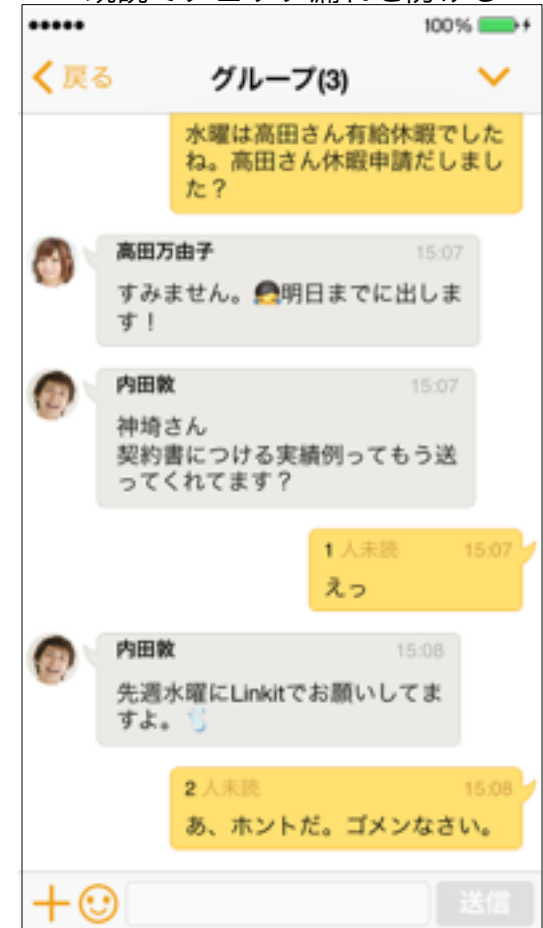 100%
戻る
グループ(3)
水曜は高田さん有給休暇でした
ね。高田さん休暇申請だしまし
た？
高田万由子 15:07
すみません。🙇明日までに出しま
す！
内田敦 15:07
神埼さん
契約書につける実績例ってもう送
ってくれてます？
1 人未読 15:07
えっ
内田敦 15:08
先週水曜にLinkitでお願いしてま
すよ。
2 人未読 15:08
あ、ホントだ。ゴメンなさい。
送信